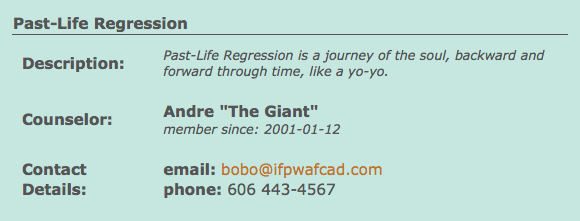 Past-Life Regression
Description: Past-Life Regression is a journey of the soul, backward and
forward through time, like a yo-yo.
Counselor: Andre "The Giant"
member since: 2001-01-12
Contact email: bobo@ifpwafcad.com
Details: phone: 606 443-4567